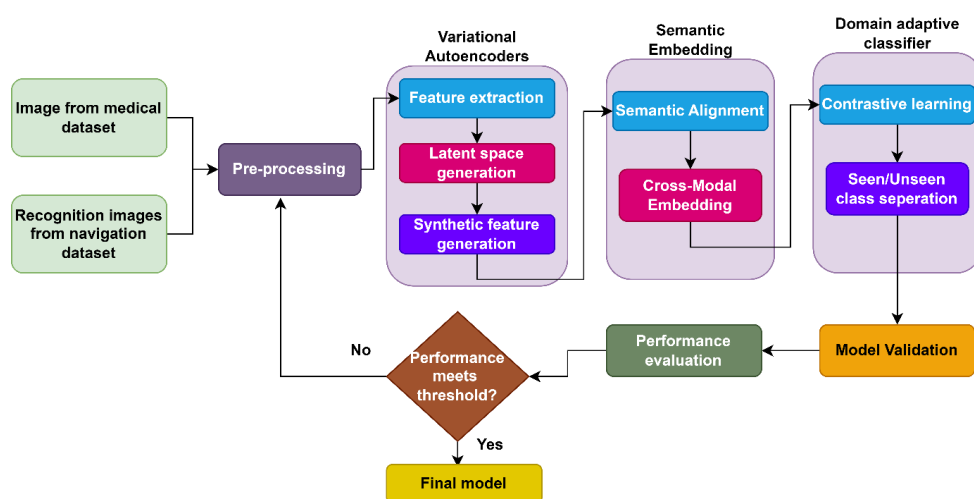 Variational
Autoencoders
Semantic
Embedding
Domain adaptive
classifier
Image from medical
dataset
Recognition images
from navigation
dataset
Pre-processing
Feature extraction
Latent space
generation
Synthetic feature
generation
Semantic Alignment
Cross-Modal
Embedding
Contrastive learning
Seen/Unseen
class seperation
Model Validation
Performance
evaluation
Performance
meets
threshold?
No
Yes
Final model